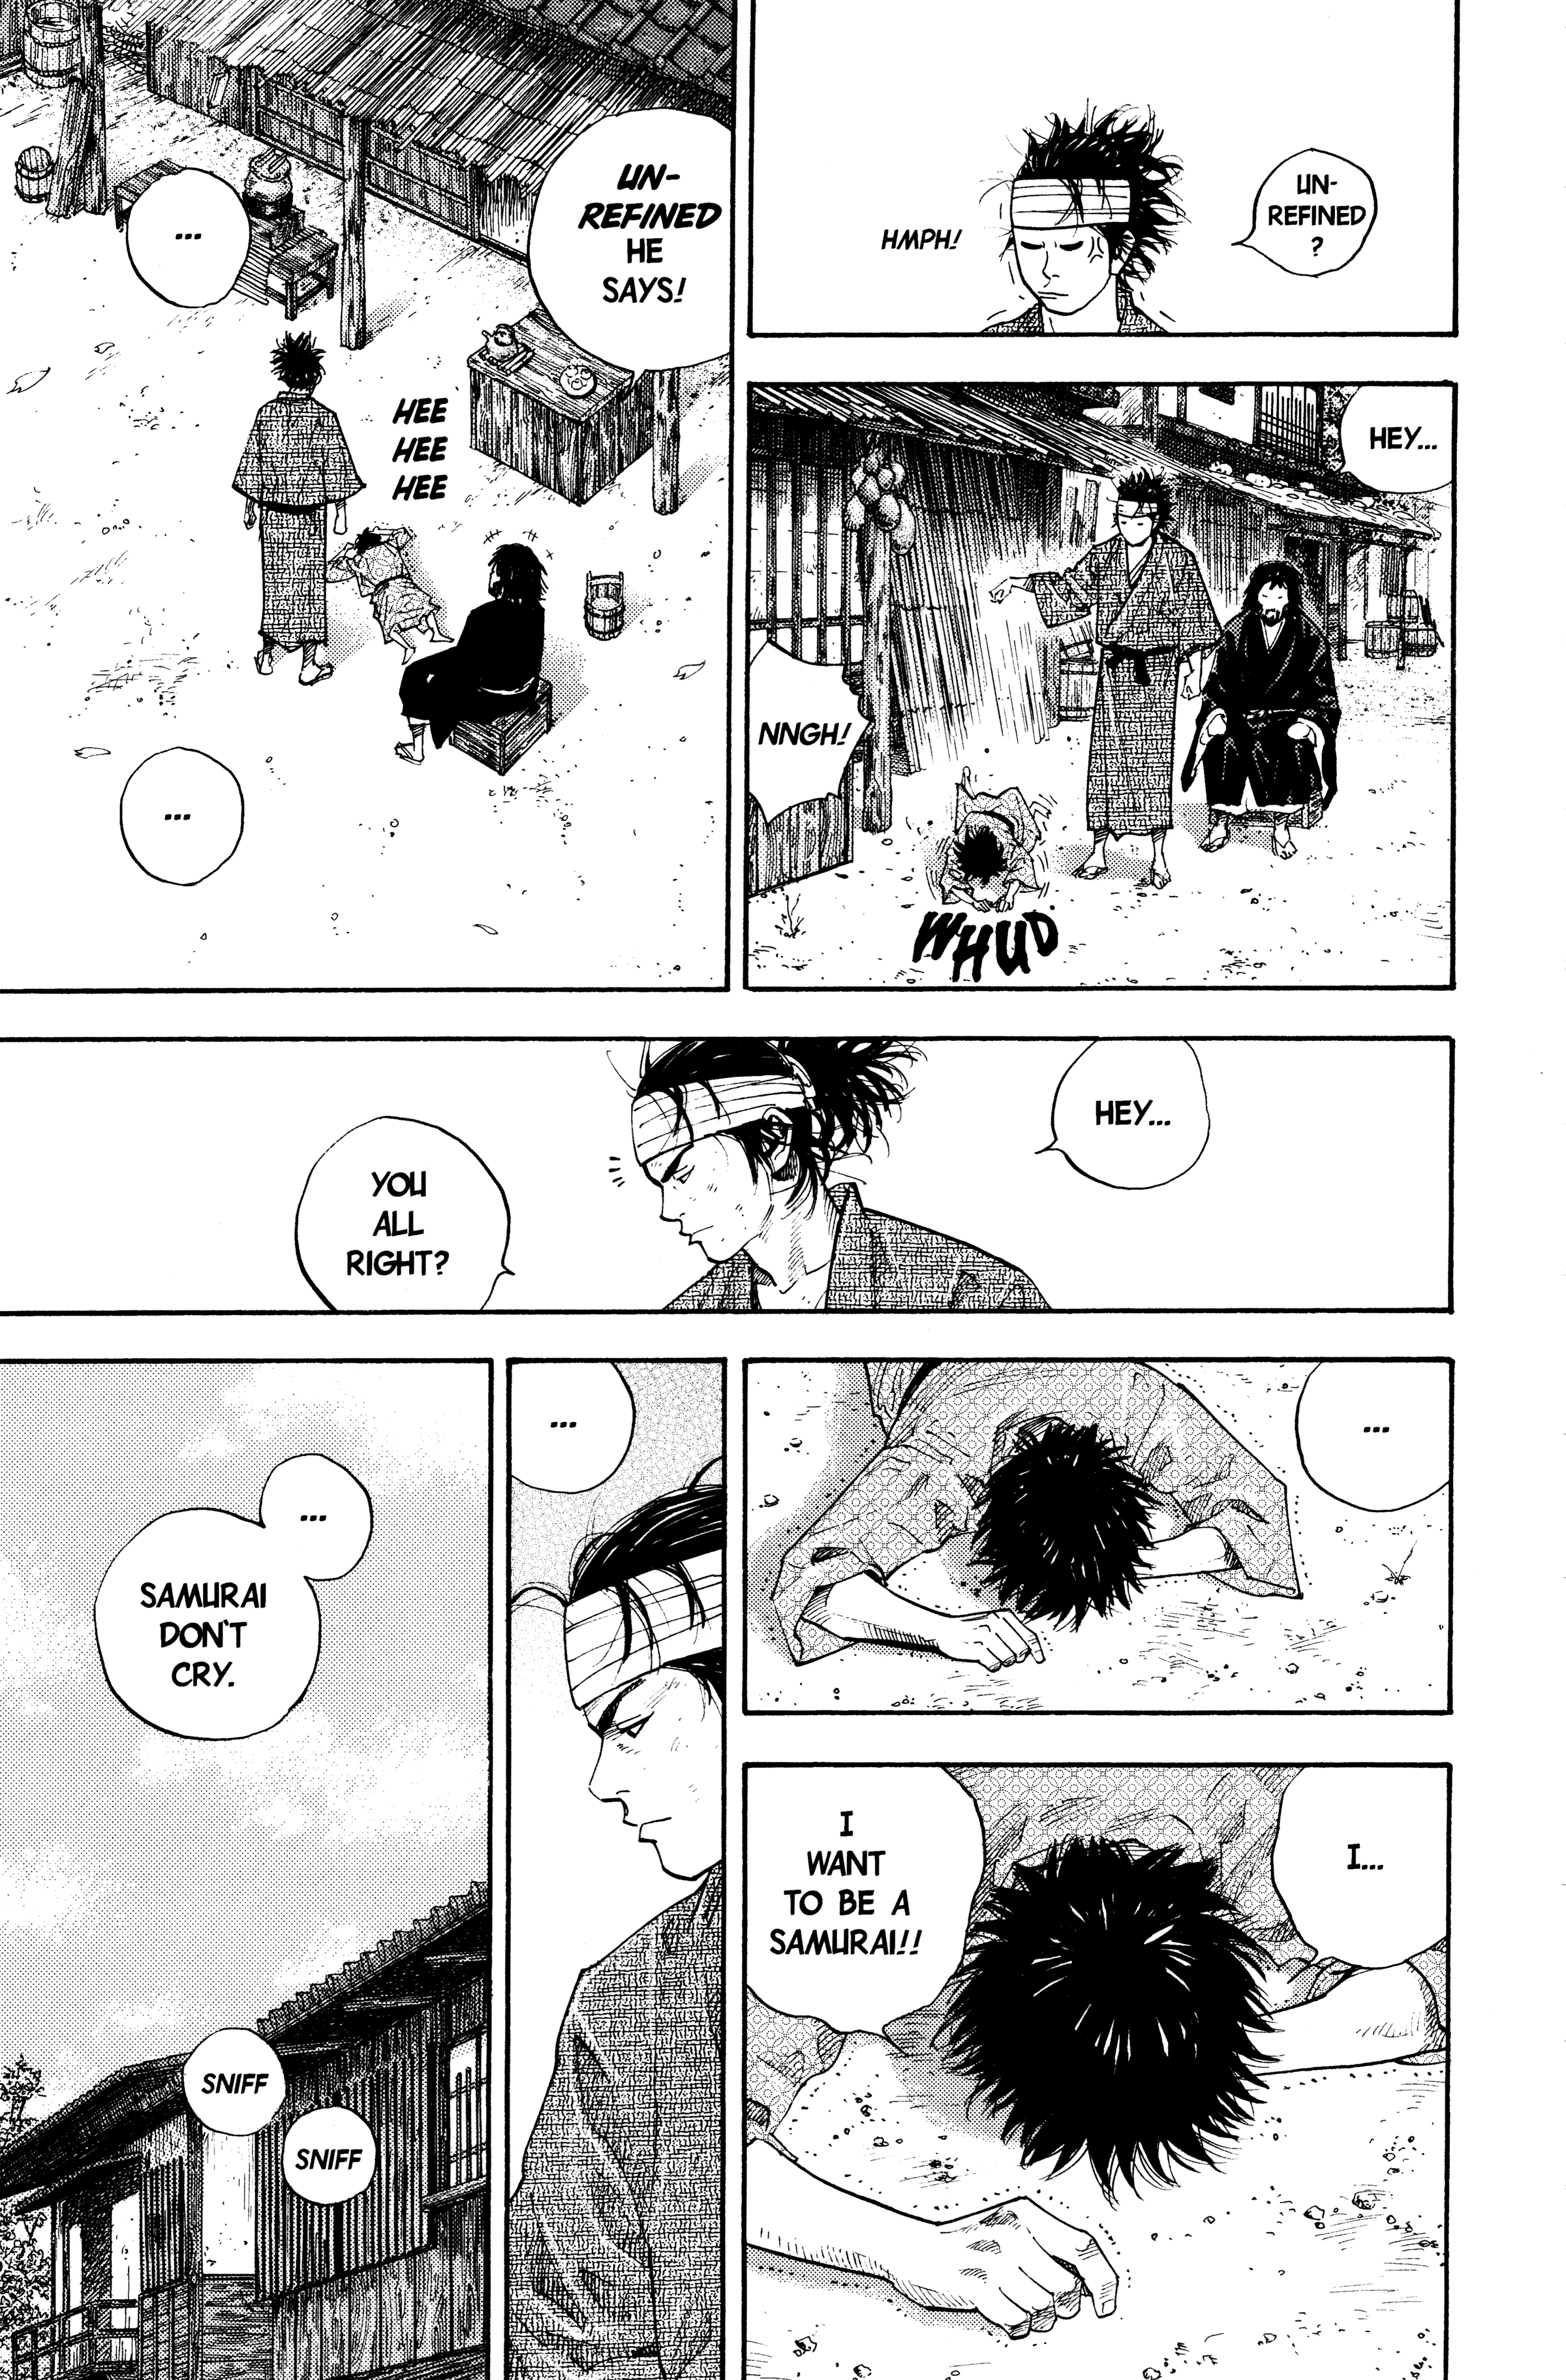 UN-
REFINED
?
HMPH!
HEY...
NNGH!
WHUD
UN-
REFINED
HE
SAYS!
HEE
HEE
HEE
...
...
HEY...
YOU
ALL
RIGHT?
...
I...
I
WANT
TO BE A
SAMURAI!!
...
...
SAMURAI
DON'T
CRY.
SNIFF
SNIFF